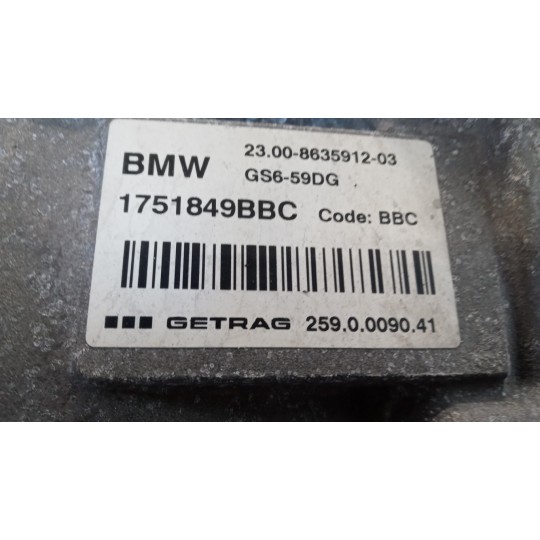 BMW 23.00-8635912-03
GS6-59DG
1751849BBC Code: BBC
GETRAG 259.0.0090.41